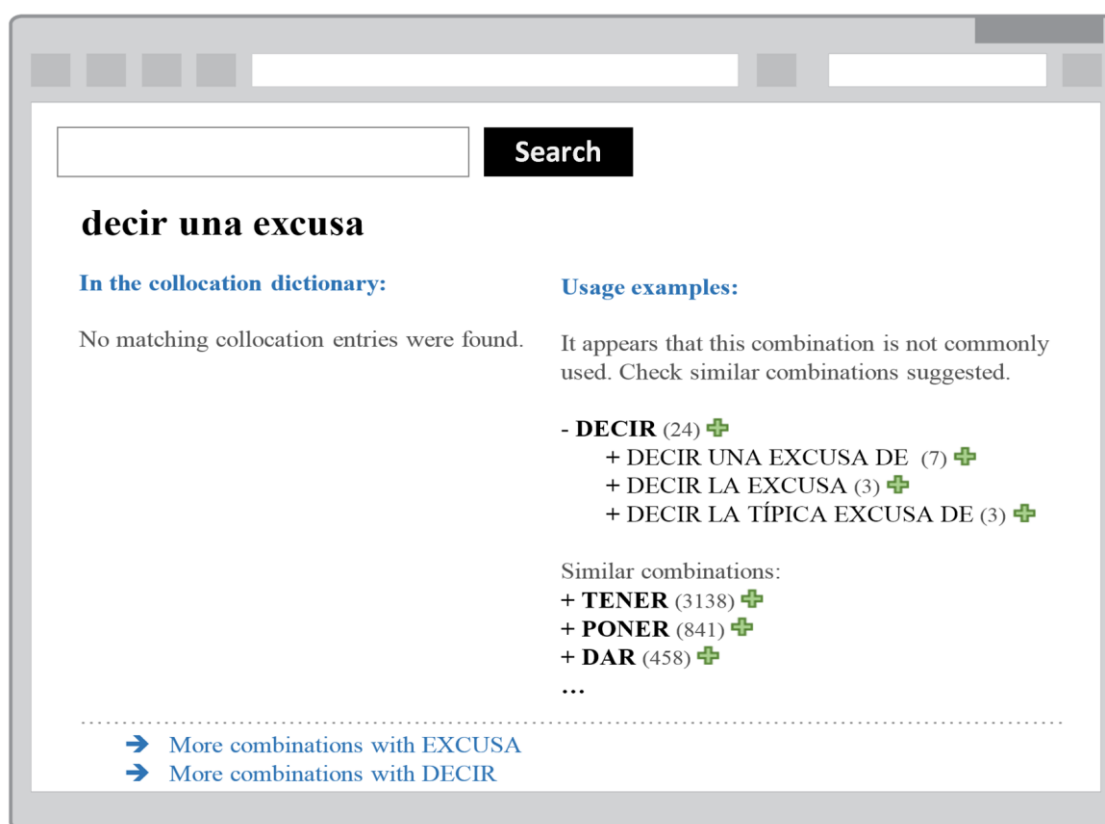 Search
decir una excusa
In the collocation dictionary:
No matching collocation entries were found.
Usage examples:
It appears that this combination is not commonly
used. Check similar combinations suggested.
- DECIR (24)
+ DECIR UNA EXCUSA DE (7)
+ DECIR LA EXCUSA (3)
+ DECIR LA TÍPICA EXCUSA DE (3)
Similar combinations:
+ TENER (3138)
+ PONER (841)
+ DAR (458)
...
More combinations with EXCUSA
More combinations with DECIR